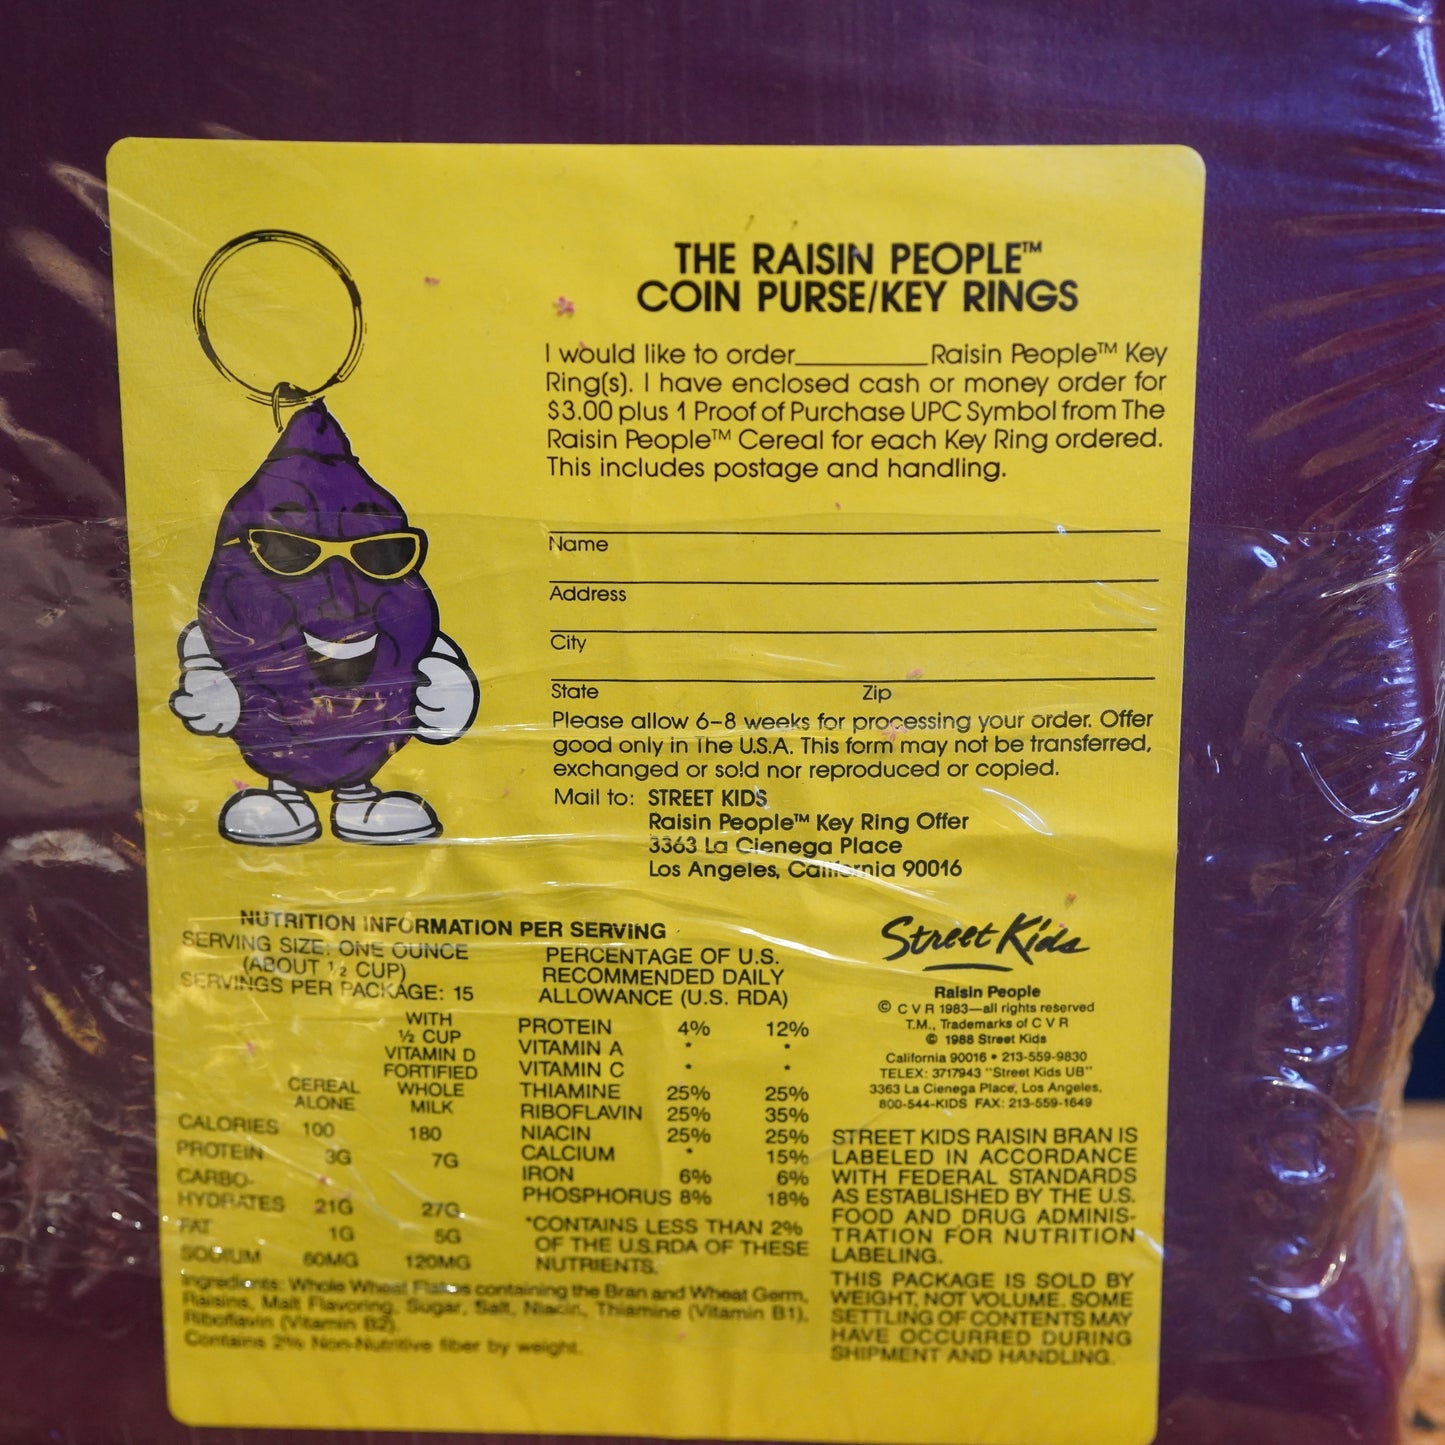 THE RAISIN PEOPLE™
COIN PURSE/KEY RINGS
I would like to order__________Raisin People™ Key
Ring(s). I have enclosed cash or money order for
$3.00 plus 1 Proof of Purchase UPC Symbol from The
Raisin People™ Cereal for each Key Ring ordered.
This includes postage and handling.
Name
Address
City
State Zip
Please allow 6–8 weeks for processing your order. Offer
good only in The U.S.A. This form may not be transferred,
exchanged or sold nor reproduced or copied.
Mail to: STREET KIDS
Raisin People™ Key Ring Offer
3363 La Cienega Place
Los Angeles, California 90016
NUTRITION INFORMATION PER SERVING
SERVING SIZE: ONE OUNCE
(ABOUT ½ CUP)
SERVINGS PER PACKAGE: 15
WITH
½ CUP
VITAMIN D
FORTIFIED
CEREAL WHOLE
ALONE MILK
CALORIES 100 180
PROTEIN 3G 7G
CARBO-
HYDRATES 21G 27G
FAT 1G 5G
SODIUM 60MG 120MG
PERCENTAGE OF U.S.
RECOMMENDED DAILY
ALLOWANCE (U.S. RDA)
PROTEIN 4% 12%
VITAMIN A * *
VITAMIN C * *
THIAMINE 25% 25%
RIBOFLAVIN 25% 35%
NIACIN 25% 25%
CALCIUM * 15%
IRON 6% 6%
PHOSPHORUS 8% 18%
*CONTAINS LESS THAN 2%
OF THE U.S.RDA OF THESE
NUTRIENTS.
Ingredients: Whole Wheat Flakes containing the Bran and Wheat Germ,
Raisins, Malt Flavoring, Sugar, Salt, Niacin, Thiamine (Vitamin B1),
Riboflavin (Vitamin B2).
Contains 2% Non-Nutritive fiber by weight.
Street Kids
Raisin People
© C V R 1983—all rights reserved
T.M., Trademarks of C V R
© 1988 Street Kids
California 90016 • 213-559-9830
TELEX: 3717943 "Street Kids UB"
3363 La Cienega Place, Los Angeles,
800-544-KIDS FAX: 213-559-1649
STREET KIDS RAISIN BRAN IS
LABELED IN ACCORDANCE
WITH FEDERAL STANDARDS
AS ESTABLISHED BY THE U.S.
FOOD AND DRUG ADMINIS-
TRATION FOR NUTRITION
LABELING.
THIS PACKAGE IS SOLD BY
WEIGHT, NOT VOLUME. SOME
SETTLING OF CONTENTS MAY
HAVE OCCURRED DURING
SHIPMENT AND HANDLING.